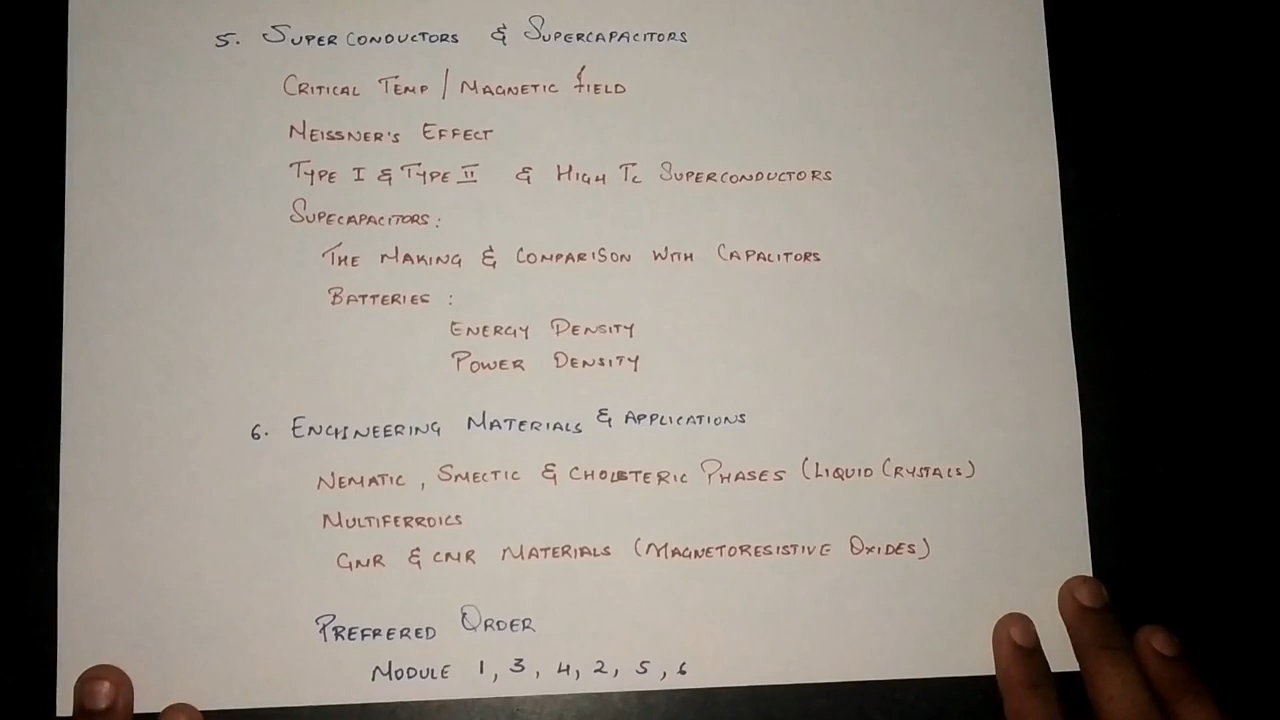 5. SUPER CONDUCTORS & SUPERCAPACITORS
CRITICAL TEMP / MAGNETIC FIELD
MEISSNER'S EFFECT
TYPE I & TYPE II & HIGH Tc SUPERCONDUCTORS
SUPECAPACITORS:
THE MAKING & COMPARISON WITH CAPACITORS
BATTERIES :
ENERGY DENSITY
POWER DENSITY
6. ENGINEERING MATERIALS & APPLICATIONS
NEMATIC, SMECTIC & CHOLSTERIC PHASES (LIQUID CRYSTALS)
MULTIFERROICS
GMR & CMR MATERIALS (MAGNETORESISTIVE OXIDES)
PREFRERED ORDER
MODULE 1, 3, 4, 2, 5, 6